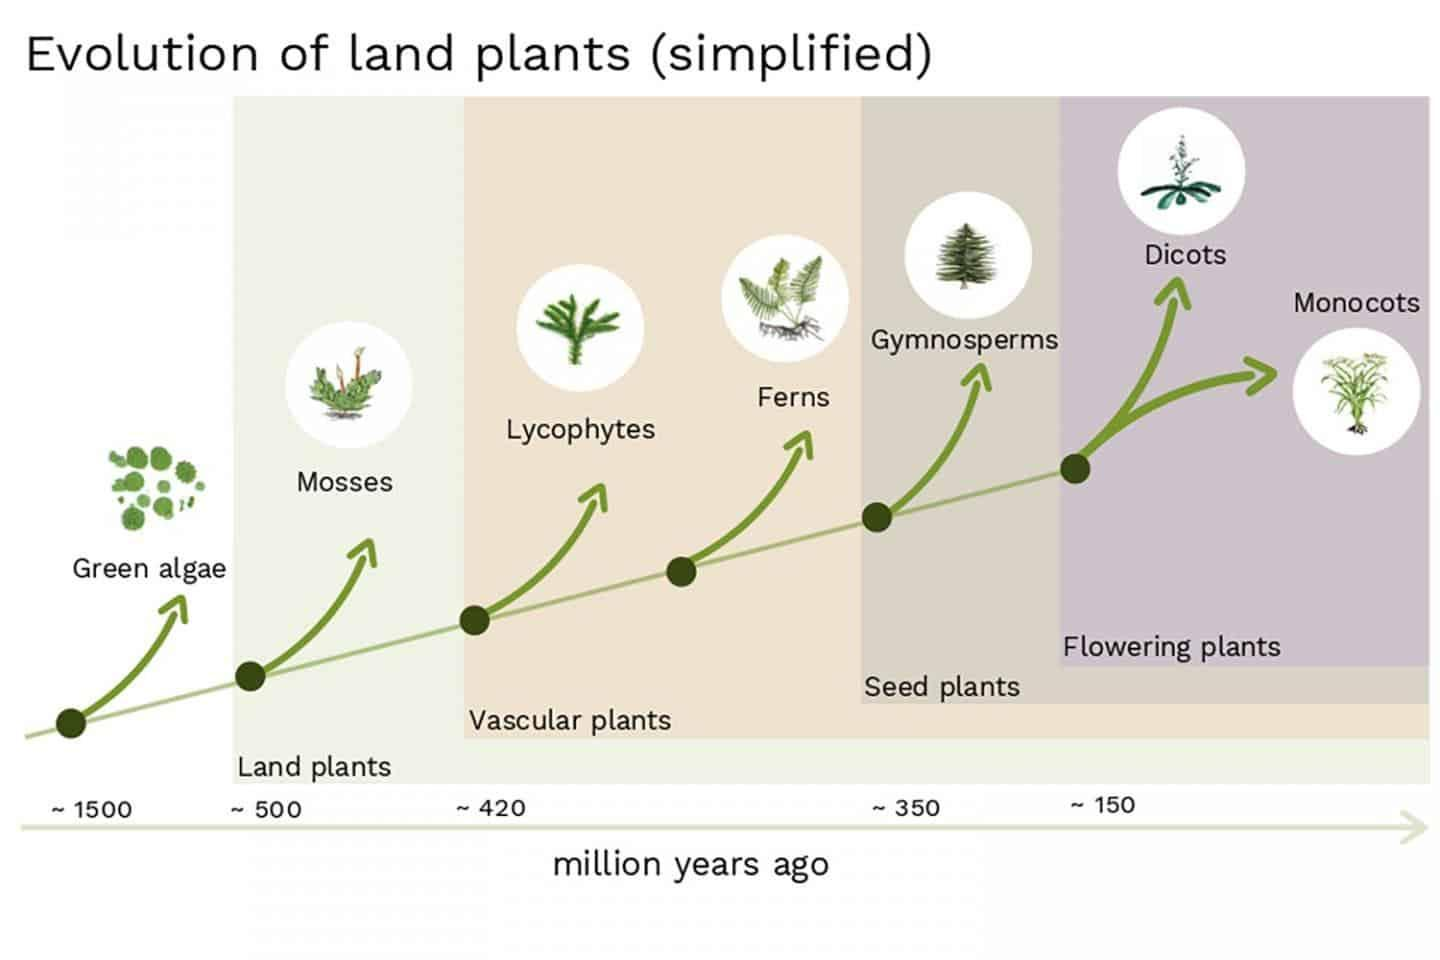 Evolution of land plants (simplified)
Dicots
Monocots
Gymnosperms
Ferns
Lycophytes
Mosses
Green algae
Flowering plants
Seed plants
Vascular plants
Land plants
~ 1500
~ 500
~ 420
~ 350
~ 150
million years ago